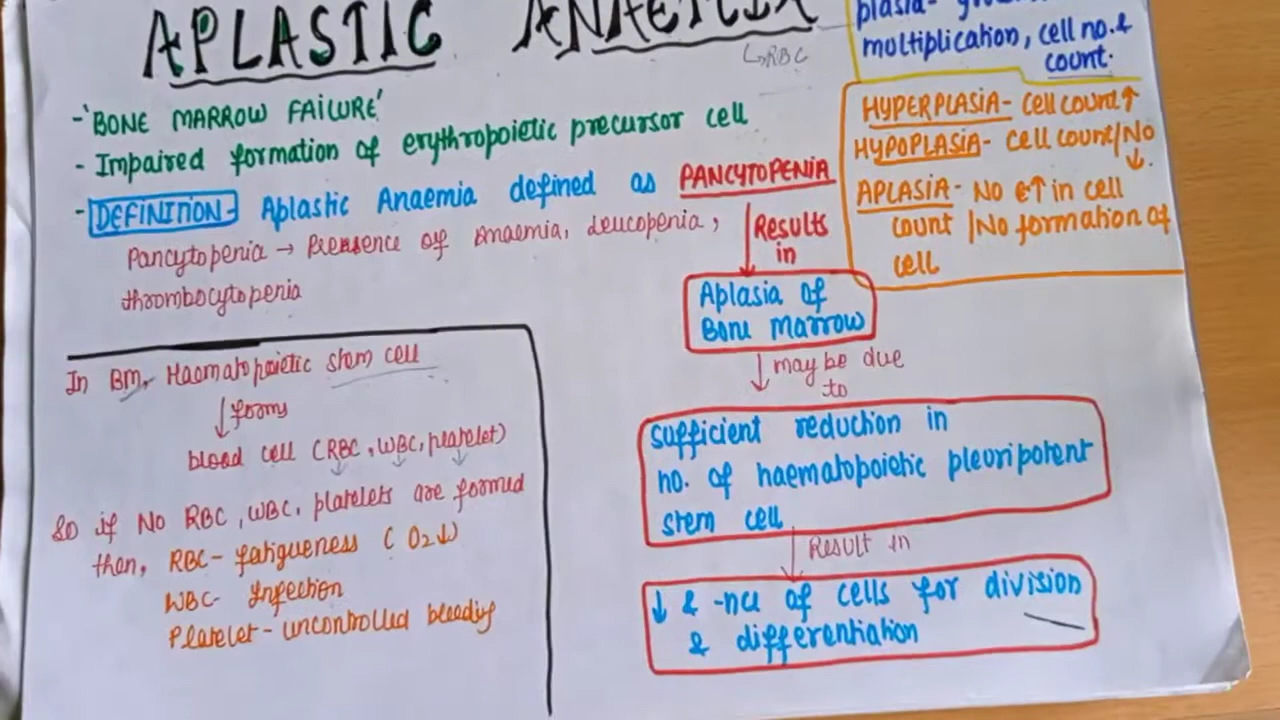 APLASTIC ANAEMIA
↳RBC
multiplication, cell no. &
count.
-'BONE MARROW FAILURE'
- Impaired formation of erythropoietic precursor cell
- DEFINITION- Aplastic Anaemia defined as PANCYTOPENIA
Pancytopenia → Presence of anaemia, leucopenia,
thrombocytopenia
HYPERPLASIA- cell count↑
HYPOPLASIA- cell count/No
↓.
APLASIA- No ↑ in cell
count /No formation of
cell
Results
in
Aplasia of
Bone marrow
may be due
to
sufficient reduction in
no. of haematopoietic pleuripotent
stem cell
Result in
↓ & -nce of cells for division
& differentiation
In BM, Haematopoietic stem cell
↓forms
blood cell (RBC, WBC, platelet)
So if No RBC, WBC, platelets are formed
then, RBC- fatigueness ( O2↓)
WBC- Infection
Platelet- uncontrolled bleeding